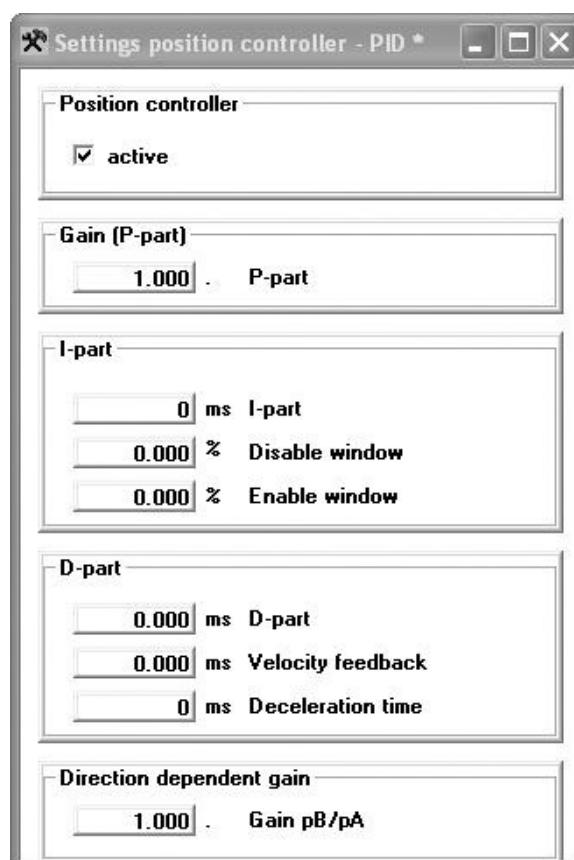 Settings position controller - PID *
Position controller
active
Gain (P-part)
1.000 . P-part
I-part
0 ms I-part
0.000 % Disable window
0.000 % Enable window
D-part
0.000 ms D-part
0.000 ms Velocity feedback
0 ms Deceleration time
Direction dependent gain
1.000 . Gain pB/pA